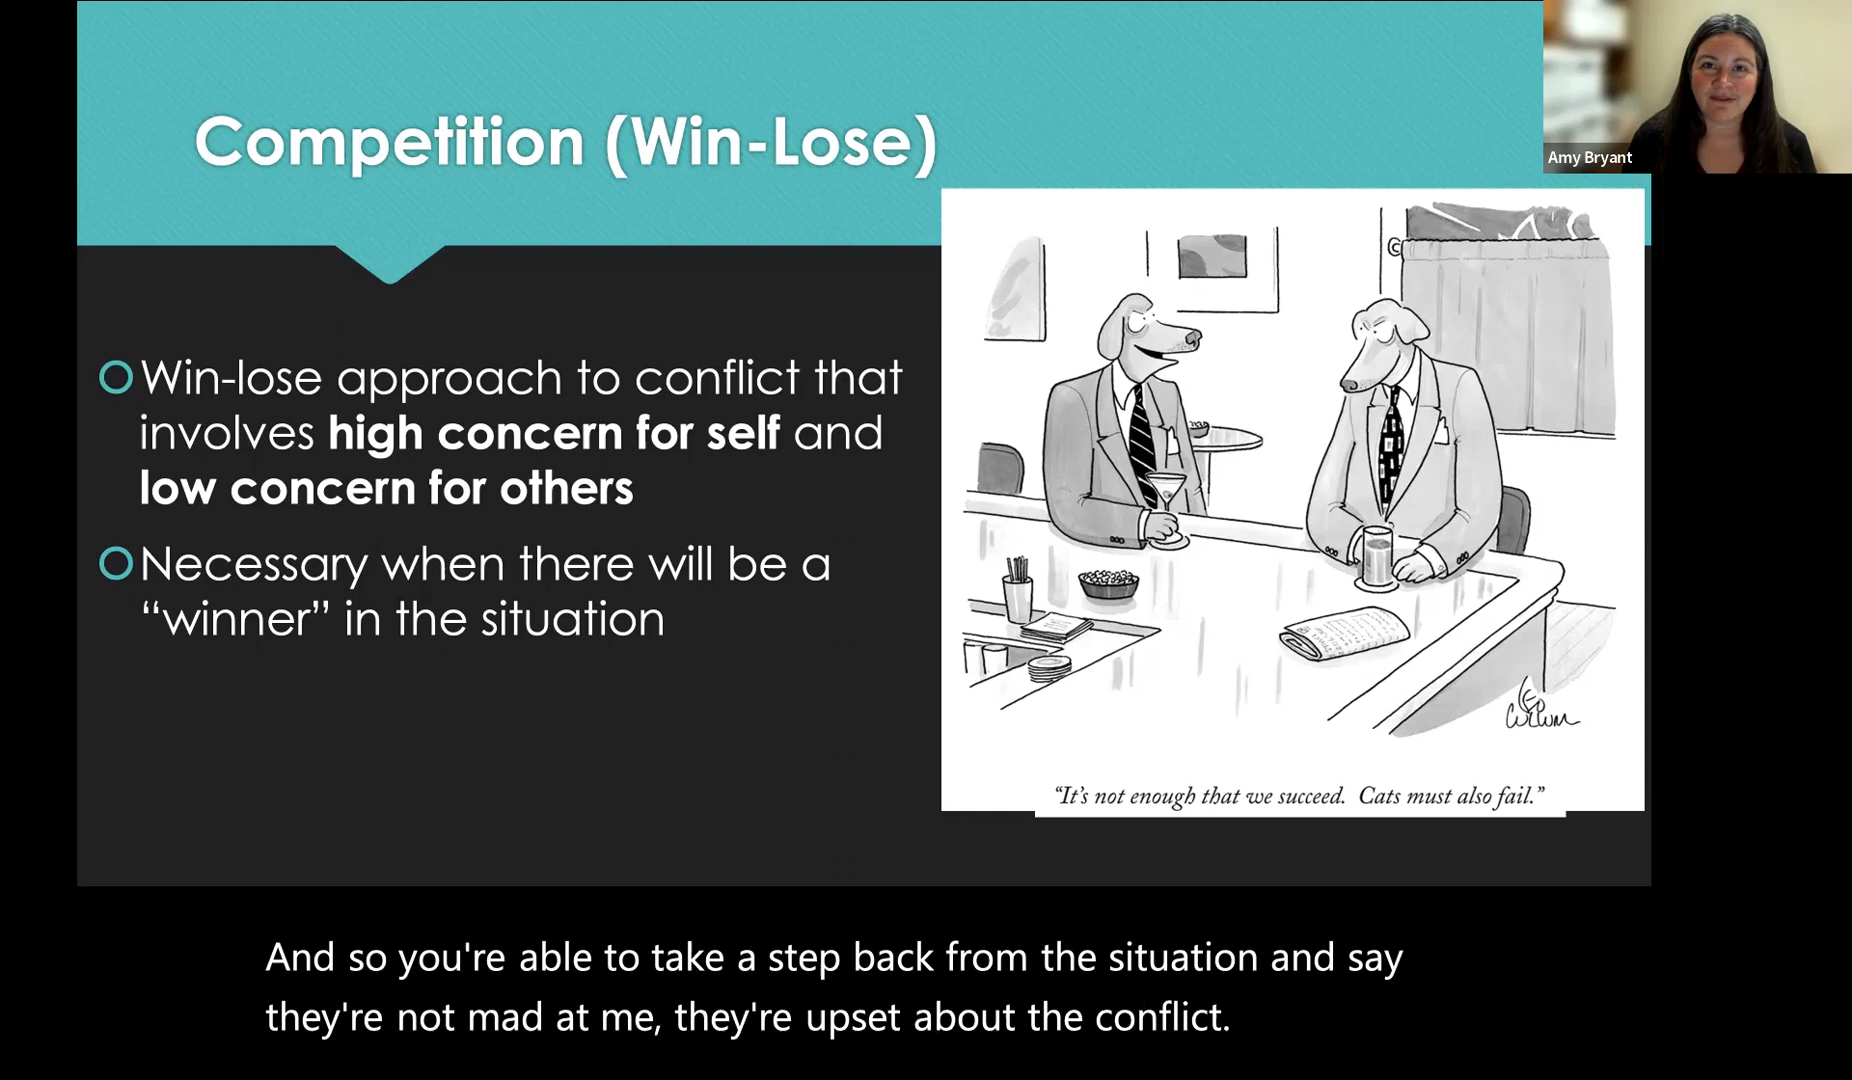 Competition (Win-Lose)
Amy Bryant
Win-lose approach to conflict that
involves high concern for self and
low concern for others
Necessary when there will be a
“winner” in the situation
“It's not enough that we succeed. Cats must also fail.”
And so you're able to take a step back from the situation and say
they're not mad at me, they're upset about the conflict.